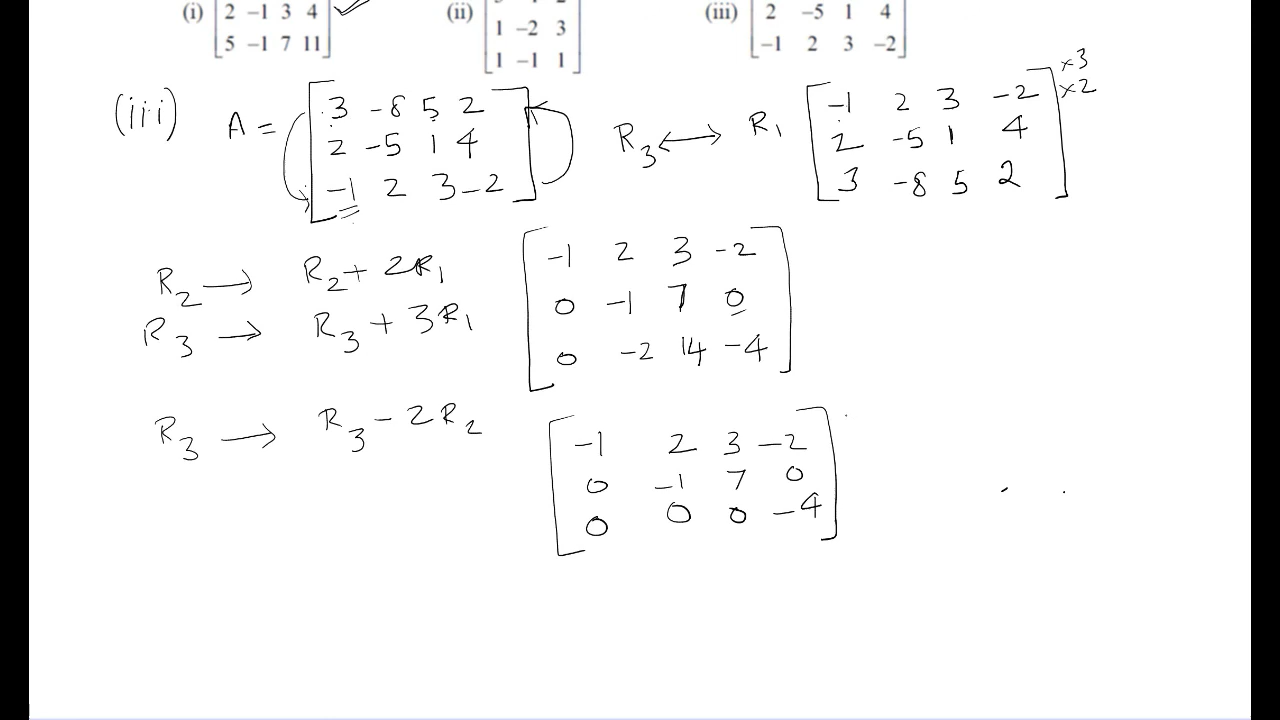 (i) [2 −1 3 4
5 −1 7 11]
(ii) [
1 −2 3
1 −1 1]
(iii) [2 −5 1 4
−1 2 3 −2]
(iii) A = [3 -8 5 2
2 -5 1 4
-1 2 3 -2]
R3 ↔ R1
[-1 2 3 -2
2 -5 1 4
3 -8 5 2]
×3
×2
R2 → R2 + 2R1
R3 → R3 + 3R1
[-1 2 3 -2
0 -1 7 0
0 -2 14 -4]
R3 → R3 - 2R2
[-1 2 3 -2
0 -1 7 0
0 0 0 -4]